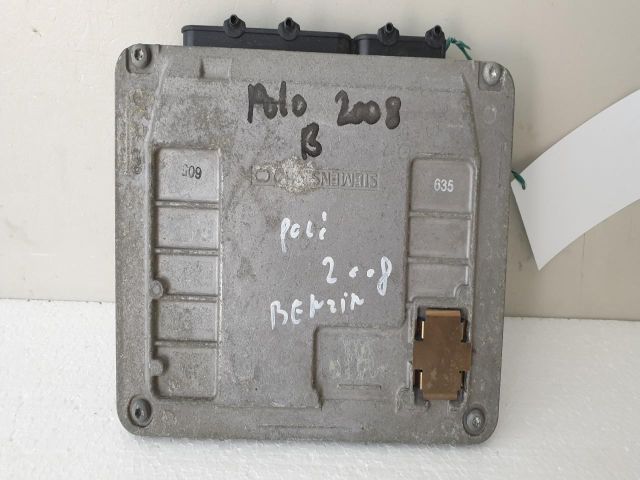 Polo 2008
B
SIEMENS
609
635
poli
2008
BENZIN